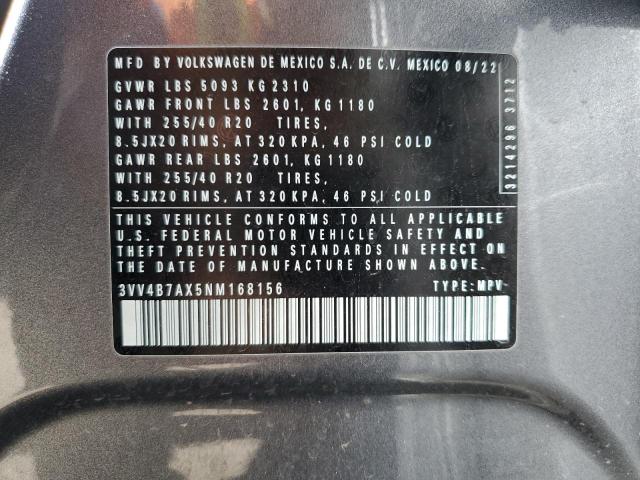 MFD BY VOLKSWAGEN DE MEXICO S.A. DE C.V. MEXICO 08/22
GVWR LBS 5093 KG 2310
GAWR FRONT LBS 2601, KG 1180
WITH 255/40 R20 TIRES,
8.5JX20 RIMS, AT 320 KPA, 46 PSI COLD
GAWR REAR LBS 2601, KG 1180
WITH 255/40 R20 TIRES,
8.5JX20 RIMS, AT 320 KPA, 46 PSI COLD
THIS VEHICLE CONFORMS TO ALL APPLICABLE
U.S. FEDERAL MOTOR VEHICLE SAFETY AND
THEFT PREVENTION STANDARDS IN EFFECT ON
THE DATE OF MANUFACTURE SHOWN ABOVE.
3VV4B7AX5NM168156 TYPE: MPV
3214296 3712